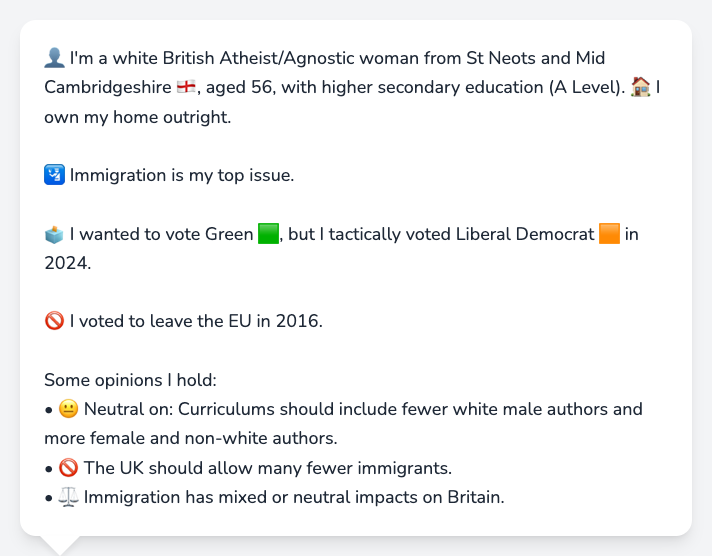 👤 I'm a white British Atheist/Agnostic woman from St Neots and Mid
Cambridgeshire 🏴󠁧󠁢󠁥󠁮󠁧󠁿, aged 56, with higher secondary education (A Level). 🏠 I
own my home outright.
🛂 Immigration is my top issue.
🗳️ I wanted to vote Green 🟩, but I tactically voted Liberal Democrat 🟧 in
2024.
🚫 I voted to leave the EU in 2016.
Some opinions I hold:
• 😐 Neutral on: Curriculums should include fewer white male authors and
more female and non-white authors.
• 🚫 The UK should allow many fewer immigrants.
• ⚖️ Immigration has mixed or neutral impacts on Britain.